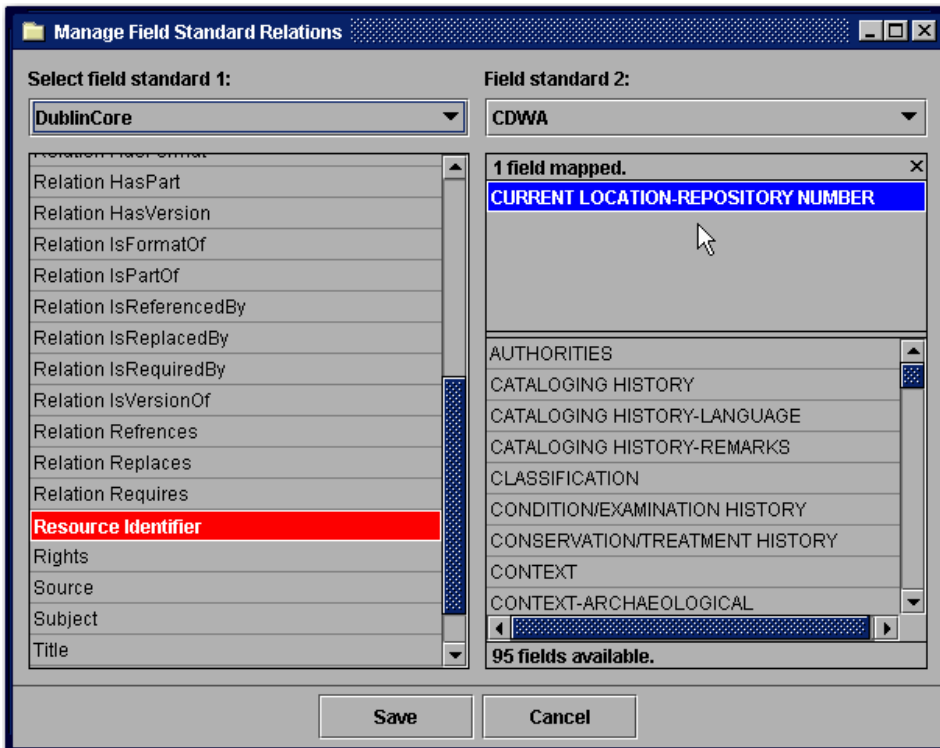 Manage Field Standard Relations
Select field standard 1:
DublinCore
Relation HasFormat
Relation HasPart
Relation HasVersion
Relation IsFormatOf
Relation IsPartOf
Relation IsReferencedBy
Relation IsReplacedBy
Relation IsRequiredBy
Relation IsVersionOf
Relation Refrences
Relation Replaces
Relation Requires
Resource Identifier
Rights
Source
Subject
Title
Field standard 2:
CDWA
1 field mapped.
CURRENT LOCATION-REPOSITORY NUMBER
AUTHORITIES
CATALOGING HISTORY
CATALOGING HISTORY-LANGUAGE
CATALOGING HISTORY-REMARKS
CLASSIFICATION
CONDITION/EXAMINATION HISTORY
CONSERVATION/TREATMENT HISTORY
CONTEXT
CONTEXT-ARCHAEOLOGICAL
95 fields available.
Save
Cancel